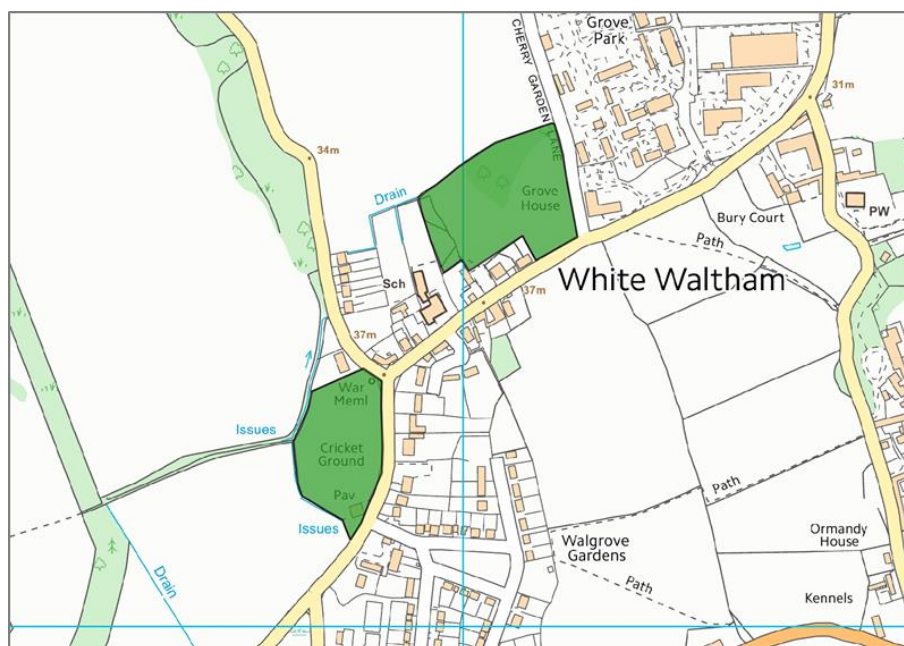 Grove
Park
CHERRY GARDEN LANE
31m
34m
Grove
House
Drain
Bury Court
PW
Path
Sch
White Waltham
37m
37m
War
Meml
Issues
Cricket
Ground
Pav
Issues
Path
Walgrove
Gardens
Ormandy
House
Drain
Path
Kennels